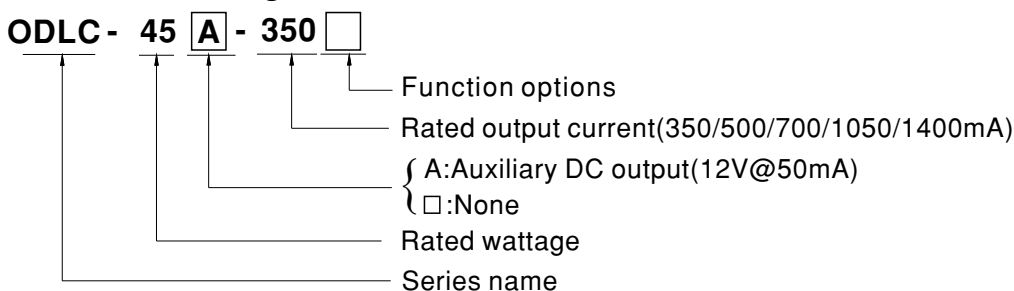 ODLC - 45 A - 350 □
Function options
Rated output current(350/500/700/1050/1400mA)
A:Auxiliary DC output(12V@50mA)
□:None
Rated wattage
Series name